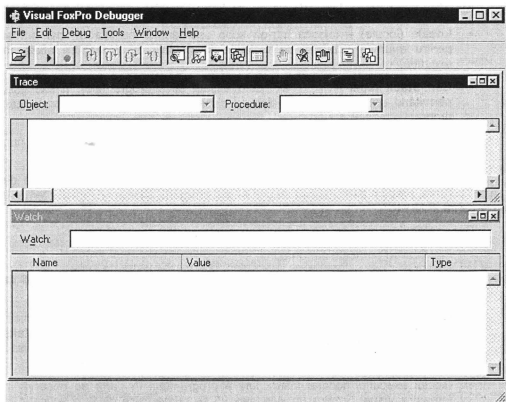 Visual FoxPro Debugger
File Edit Debug Tools Window Help
Trace
Object: Procedure:
Watch
Watch:
Name Value Type